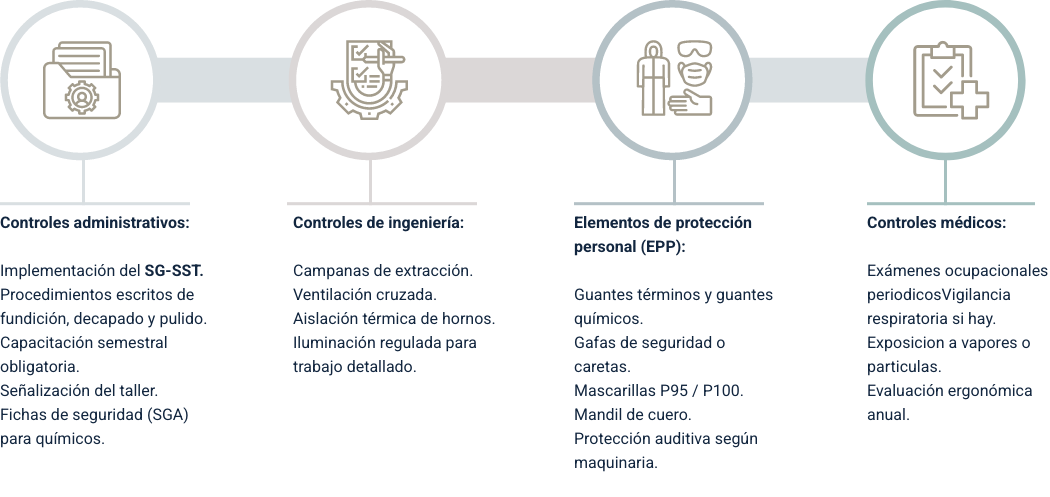 Controles administrativos:
Implementación del SG-SST.
Procedimientos escritos de
fundición, decapado y pulido.
Capacitación semestral
obligatoria.
Señalización del taller.
Fichas de seguridad (SGA)
para químicos.
Controles de ingeniería:
Campanas de extracción.
Ventilación cruzada.
Aislación térmica de hornos.
Iluminación regulada para
trabajo detallado.
Elementos de protección
personal (EPP):
Guantes términos y guantes
químicos.
Gafas de seguridad o
caretas.
Mascarillas P95 / P100.
Mandil de cuero.
Protección auditiva según
maquinaria.
Controles médicos:
Exámenes ocupacionales
periodicosVigilancia
respiratoria si hay.
Exposicion a vapores o
particulas.
Evaluación ergonómica
anual.